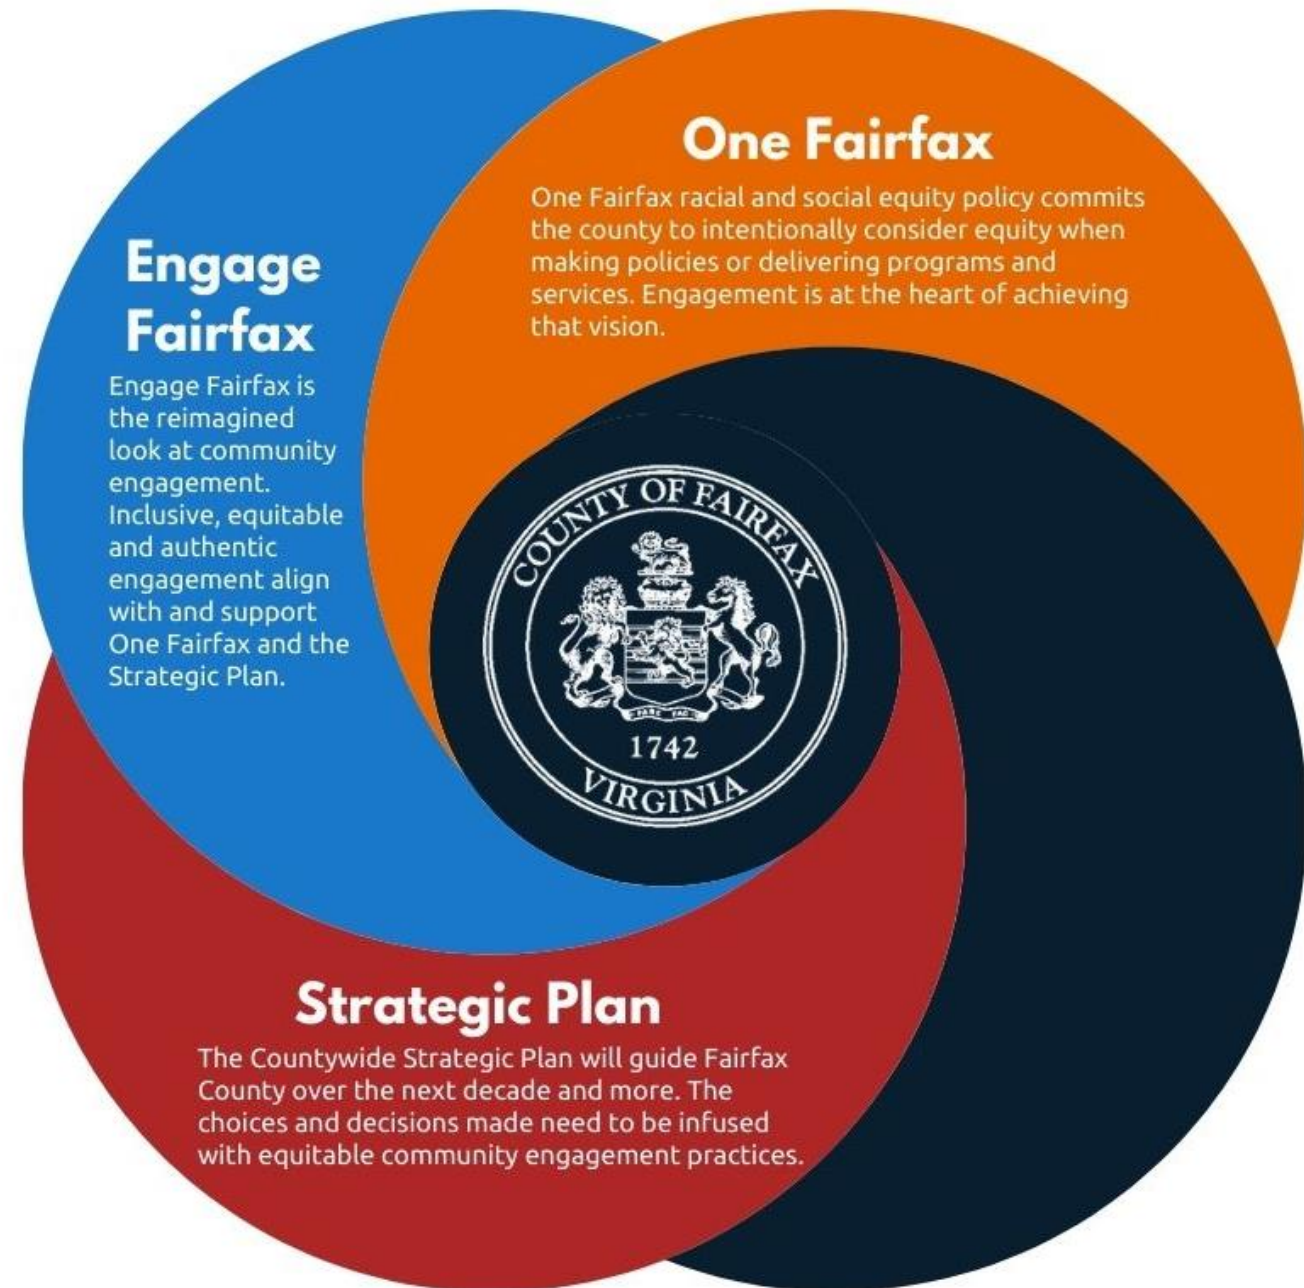 One Fairfax
One Fairfax racial and social equity policy commits
the county to intentionally consider equity when
making policies or delivering programs and
services. Engagement is at the heart of achieving
that vision.
Engage
Fairfax
Engage Fairfax is
the reimagined
look at community
engagement.
Inclusive, equitable
and authentic
engagement align
with and support
One Fairfax and the
Strategic Plan.
COUNTY OF FAIRFAX
1742
VIRGINIA
Strategic Plan
The Countywide Strategic Plan will guide Fairfax
County over the next decade and more. The
choices and decisions made need to be infused
with equitable community engagement practices.